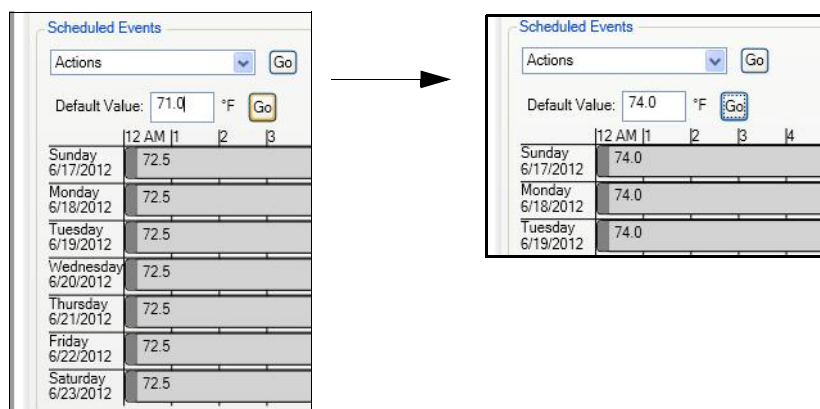 Scheduled Events
Actions Go
Default Value: 71.0 °F Go
12 AM 1 2 3
Sunday 72.5
6/17/2012
Monday 72.5
6/18/2012
Tuesday 72.5
6/19/2012
Wednesday 72.5
6/20/2012
Thursday 72.5
6/21/2012
Friday 72.5
6/22/2012
Saturday 72.5
6/23/2012
Scheduled Events
Actions Go
Default Value: 74.0 °F Go
12 AM 1 2 3 4
Sunday 74.0
6/17/2012
Monday 74.0
6/18/2012
Tuesday 74.0
6/19/2012